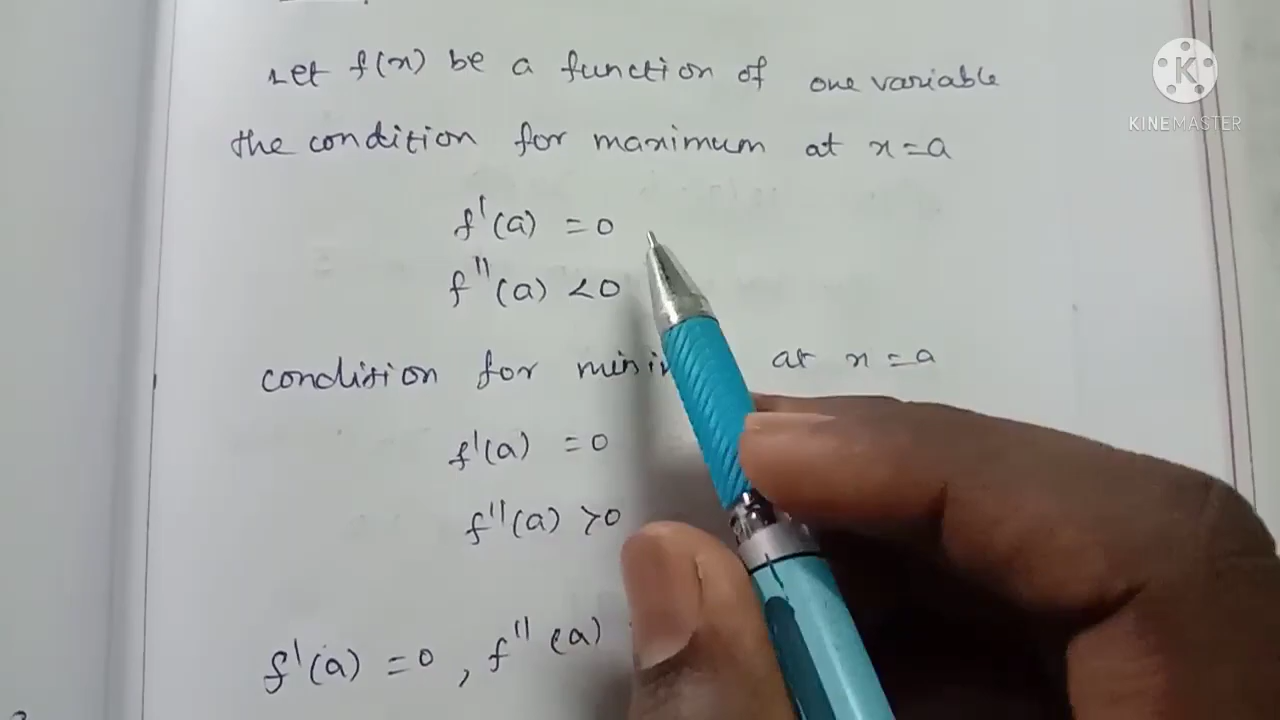 Let f(x) be a function of one variable
the condition for maximum at x=a
f'(a) =0
f''(a) <0
condition for at x=a
f'(a) =0
f''(a) >0
f'(a) =0, f''(a)
KINEMASTER